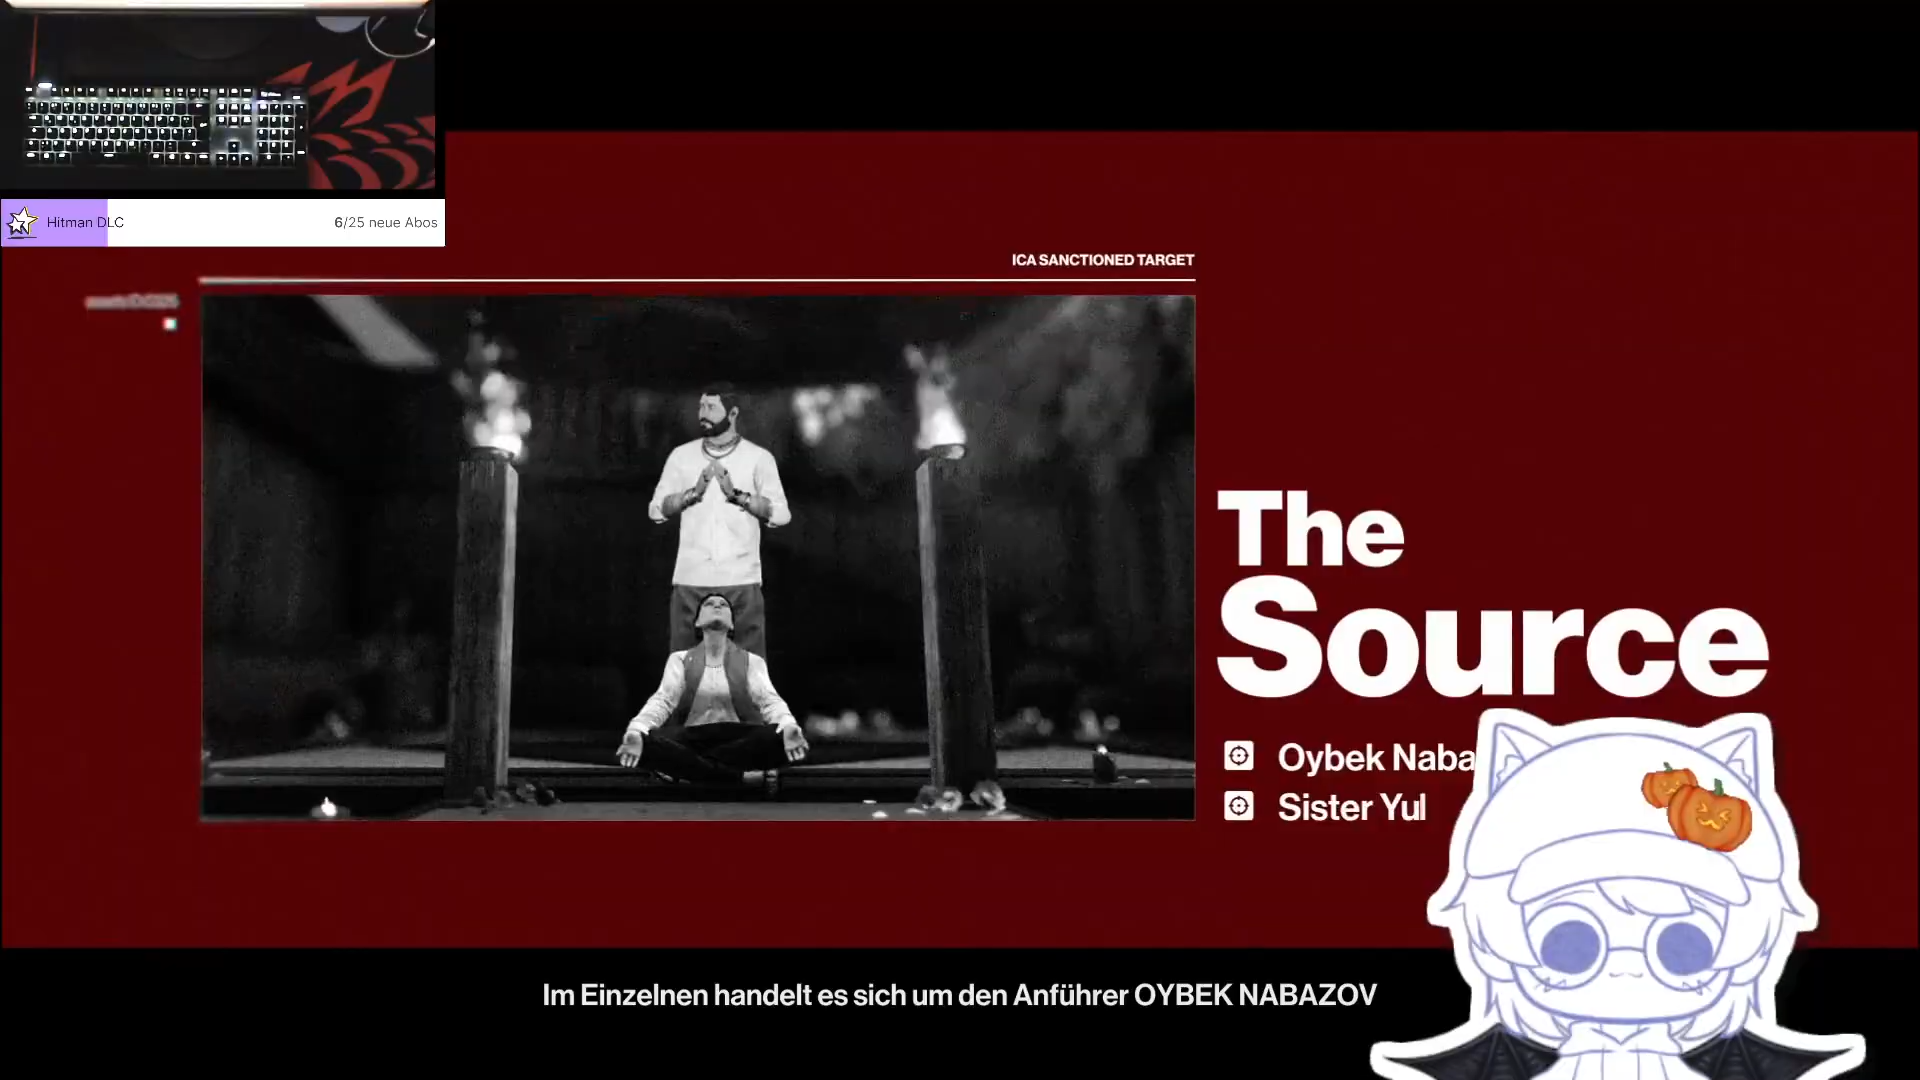 Hitman DLC
6/25 neue Abos
ICA SANCTIONED TARGET
The
Source
Oybek Naba
Sister Yul
Im Einzelnen handelt es sich um den Anführer OYBEK NABAZOV